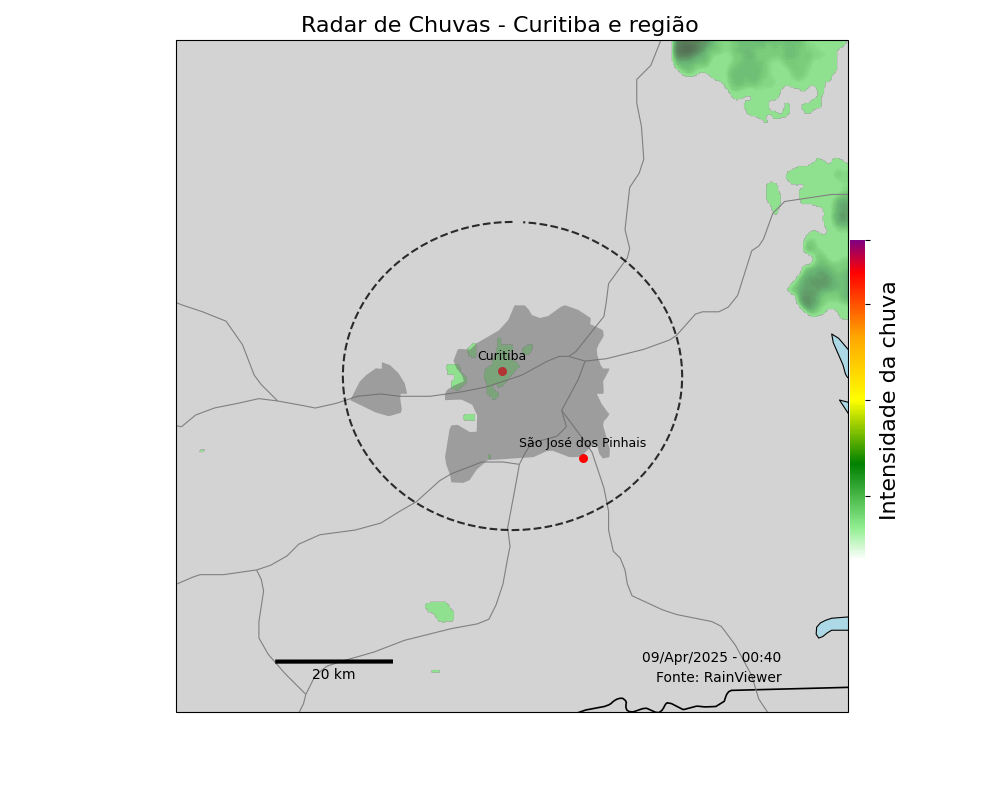 Radar de Chuvas - Curitiba e região
Curitiba
São José dos Pinhais
Intensidade da chuva
09/Apr/2025 - 00:40
20 km
Fonte: RainViewer